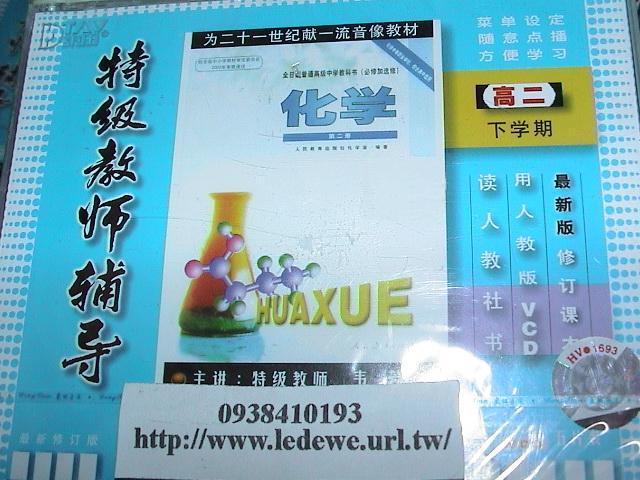 为二十一世纪献一流音像教材
菜单设定
随意点播
方便学习
特级教师辅导
全日制普通高级中学教科书（必修加选修）
化学
第二册
人民教育出版社化学室 编著
高二
下学期
最新版修订课本
用人教版VCD
读人教社书
HUAXUE
主讲：特级教师 韦
HV 1693
0938410193
http://www.ledewe.url.tw/
最新修订版